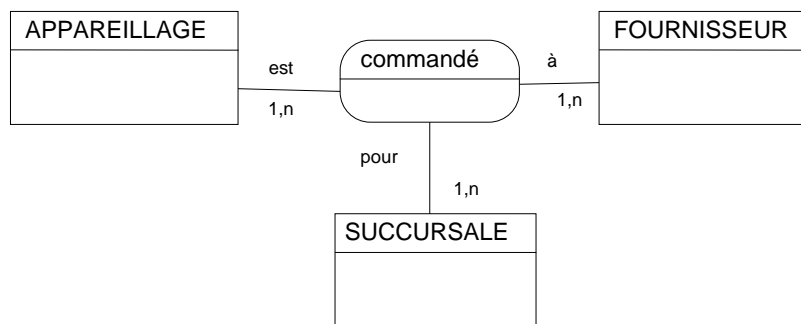 APPAREILLAGE
FOURNISSEUR
commandé
est
à
1,n
1,n
pour
1,n
SUCCURSALE